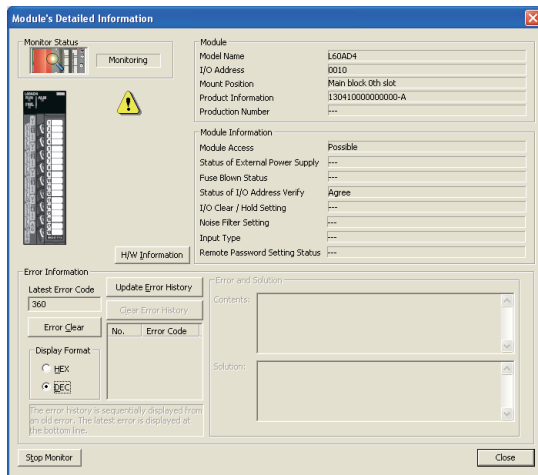 Module's Detailed Information
Monitor Status
Monitoring
Module
Model Name L60AD4
I/O Address 0010
Mount Position Main block 0th slot
Product Information 130410000000000-A
Production Number ---
Module Information
Module Access Possible
Status of External Power Supply ---
Fuse Blown Status ---
Status of I/O Address Verify Agree
I/O Clear / Hold Setting ---
Noise Filter Setting ---
Input Type ---
Remote Password Setting Status ---
H/W Information
Error Information
Latest Error Code
360
Error Clear
Display Format
HEX
DEC
Update Error History
Clear Error History
No. Error Code
The error history is sequentially displayed from
an old error. The latest error is displayed at
the bottom line.
Error and Solution
Contents:
Solution:
Stop Monitor
Close